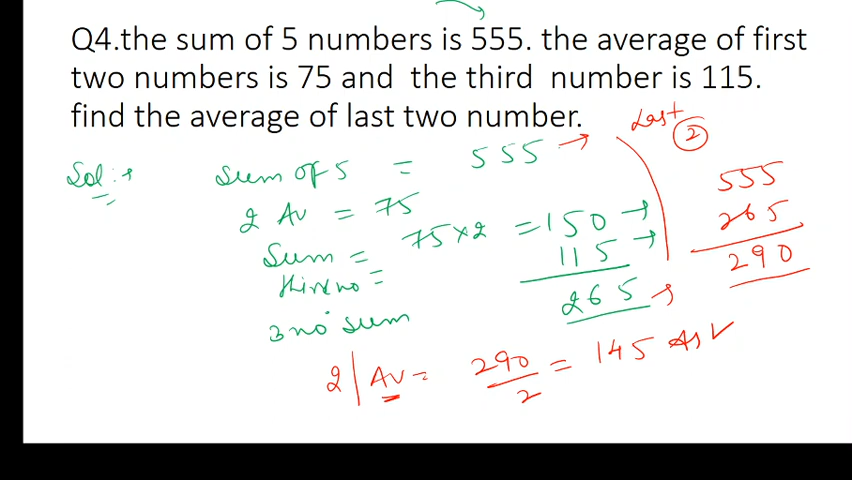 Q4.the sum of 5 numbers is 555. the average of first
two numbers is 75 and the third number is 115.
find the average of last two number.
Last 2
Sol :→
Sum of 5 = 555 →
2 Av = 75
Sum = 75×2 = 150 →
third no = 115 →
3 no sum 265 →
555
265
290
2 | Av = 290/2 = 145 As ✓